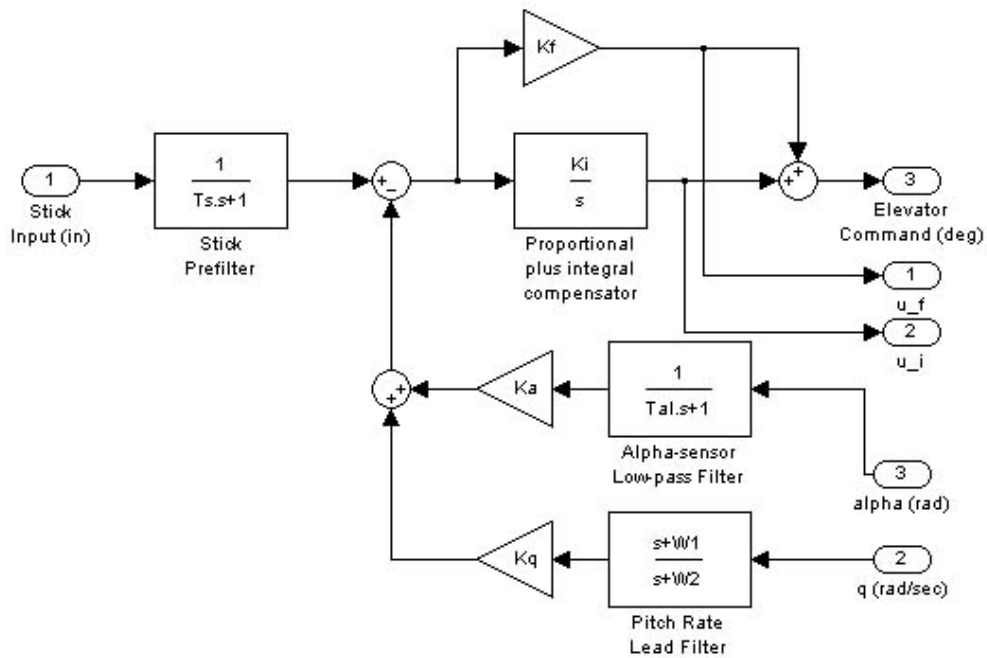 Kf
1
Stick
Input (in)
1
Ts.s+1
Stick
Prefilter
+
−
Ki
s
Proportional
plus integral
compensator
+
+
3
Elevator
Command (deg)
1
u_f
2
u_i
+
+
Ka
1
Tal.s+1
Alpha-sensor
Low-pass Filter
3
alpha (rad)
Kq
s+W1
s+W2
Pitch Rate
Lead Filter
2
q (rad/sec)